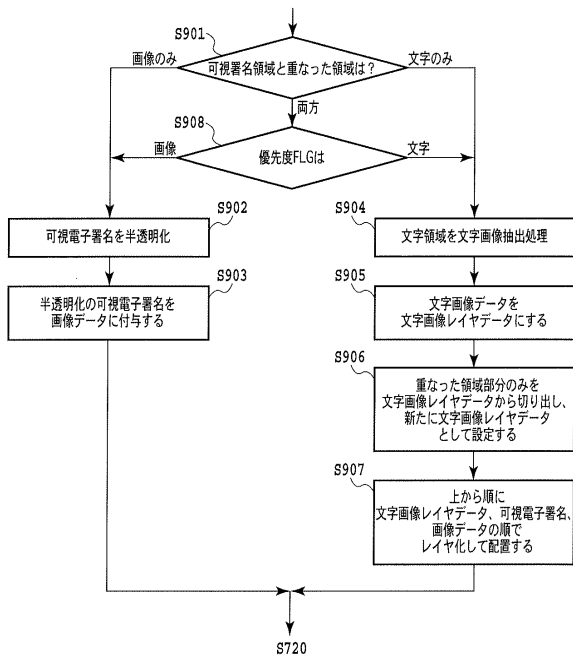 S901
画像のみ
可視署名領域と重なった領域は？
文字のみ
両方
S908
画像
優先度FLGは
文字
S902
可視電子署名を半透明化
S904
文字領域を文字画像抽出処理
S903
半透明化の可視電子署名を
画像データに付与する
S905
文字画像データを
文字画像レイヤデータにする
S906
重なった領域部分のみを
文字画像レイヤデータから切り出し、
新たに文字画像レイヤデータ
として設定する
S907
上から順に
文字画像レイヤデータ、可視電子署名、
画像データの順で
レイヤ化して配置する
S720